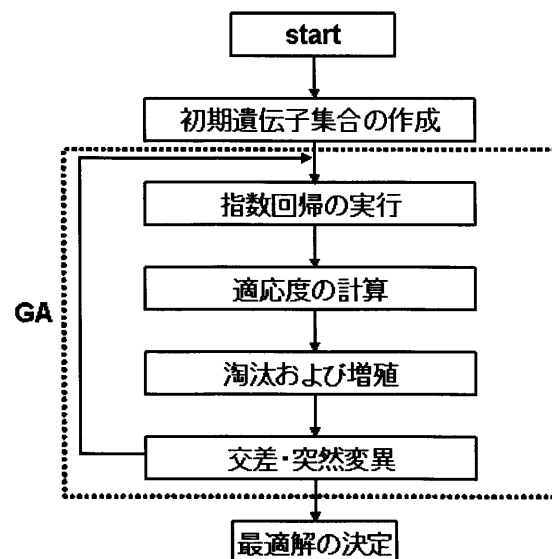 start
初期遺伝子集合の作成
指数回帰の実行
適応度の計算
GA
淘汰および増殖
交差・突然変異
最適解の決定